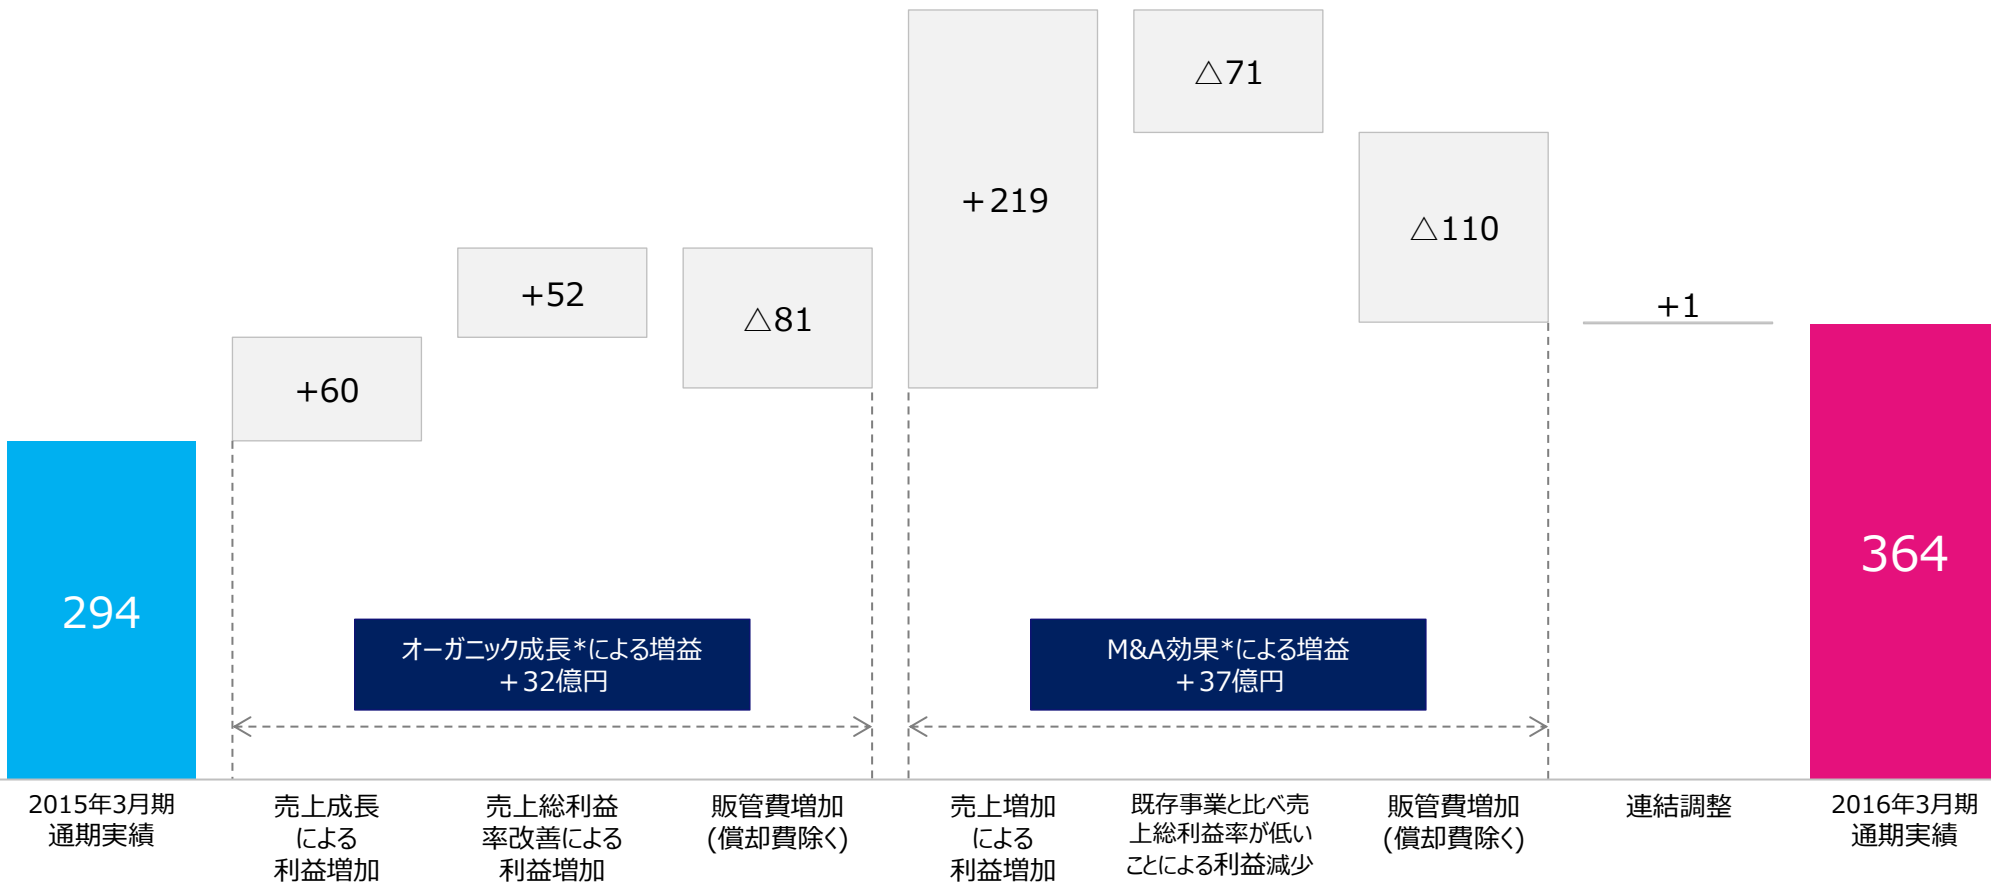 △71
+219
△110
+52
△81
+1
+60
364
294
オーガニック成長*による増益
+32億円
M&A効果*による増益
+37億円
2015年3月期
通期実績
売上成長
による
利益増加
売上総利益
率改善による
利益増加
販管費増加
(償却費除く)
売上増加
による
利益増加
既存事業と比べ売
上総利益率が低い
ことによる利益減少
販管費増加
(償却費除く)
連結調整
2016年3月期
通期実績